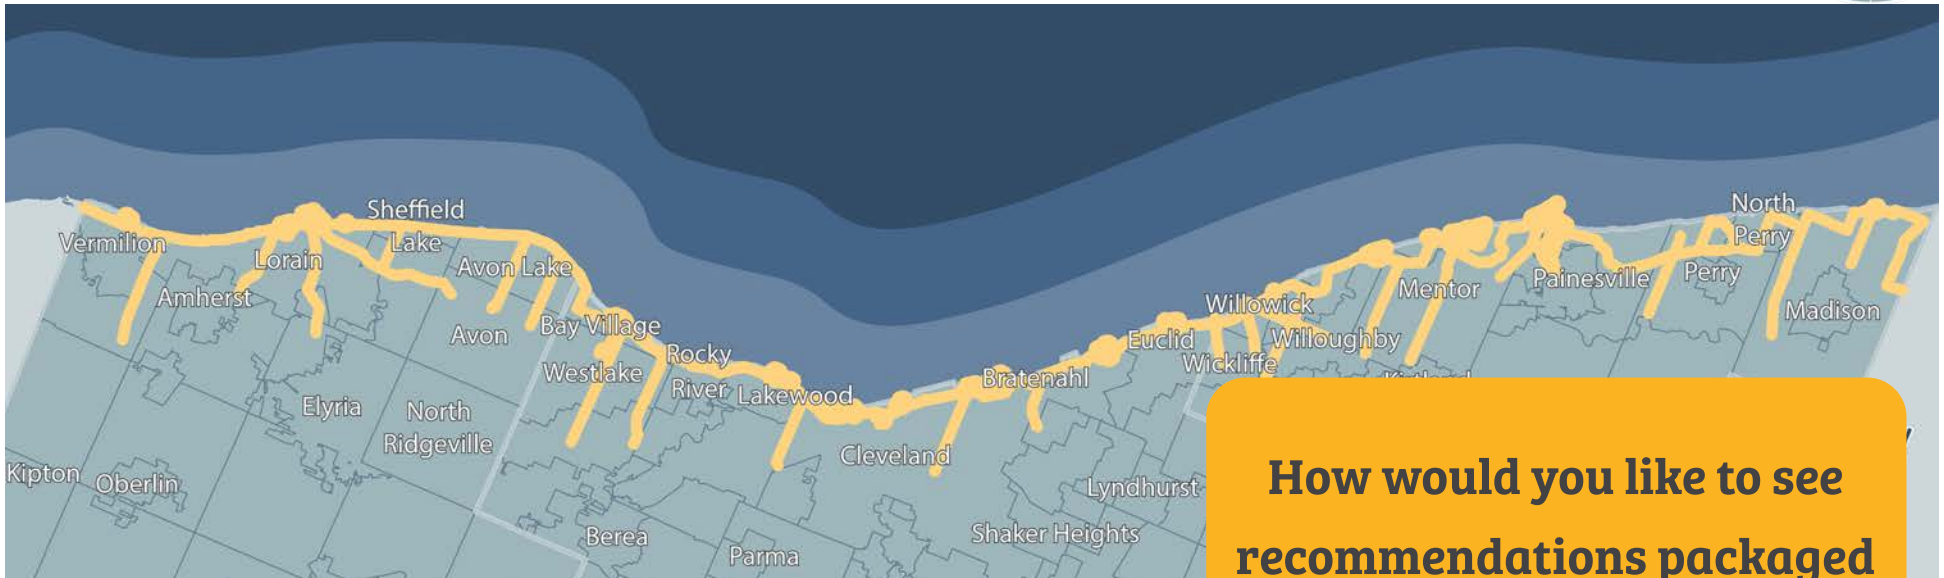 North
Perry
Sheffield
Lake
Vermilion
Lorain
Avon Lake
Amherst
Painesville
Perry
Mentor
Madison
Willowick
Willoughby
Euclid
Wickliffe
Avon
Bay Village
Rocky
River
Westlake
Lakewood
Bratenahl
Elyria
North
Ridgeville
Cleveland
Kipton
Oberlin
Lyndhurst
Berea
Parma
Shaker Heights
How would you like to see
recommendations packaged